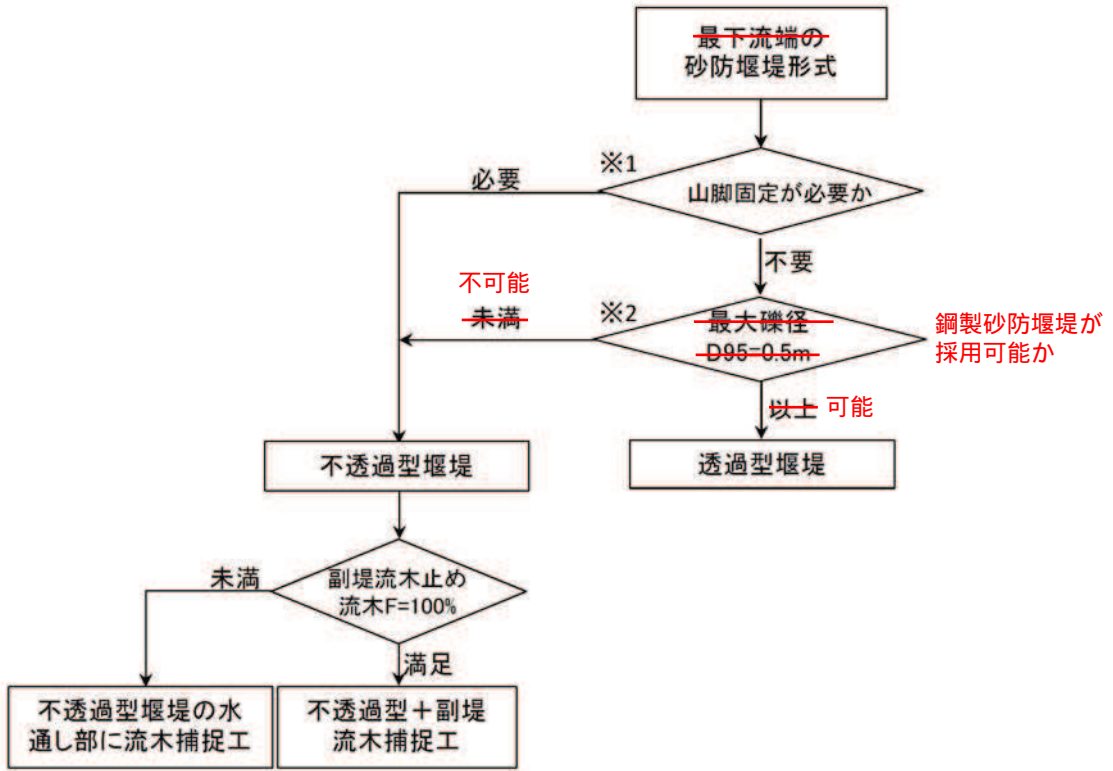 最下流端の
砂防堰堤形式
※1
必要
山脚固定が必要か
不要
不可能
未満
※2
最大礫径
D95=0.5m
鋼製砂防堰堤が
採用可能か
以上 可能
不透過型堰堤
透過型堰堤
未満
副堤流木止め
流木F=100%
満足
不透過型堰堤の水
通し部に流木捕捉工
不透過型＋副堤
流木捕捉工